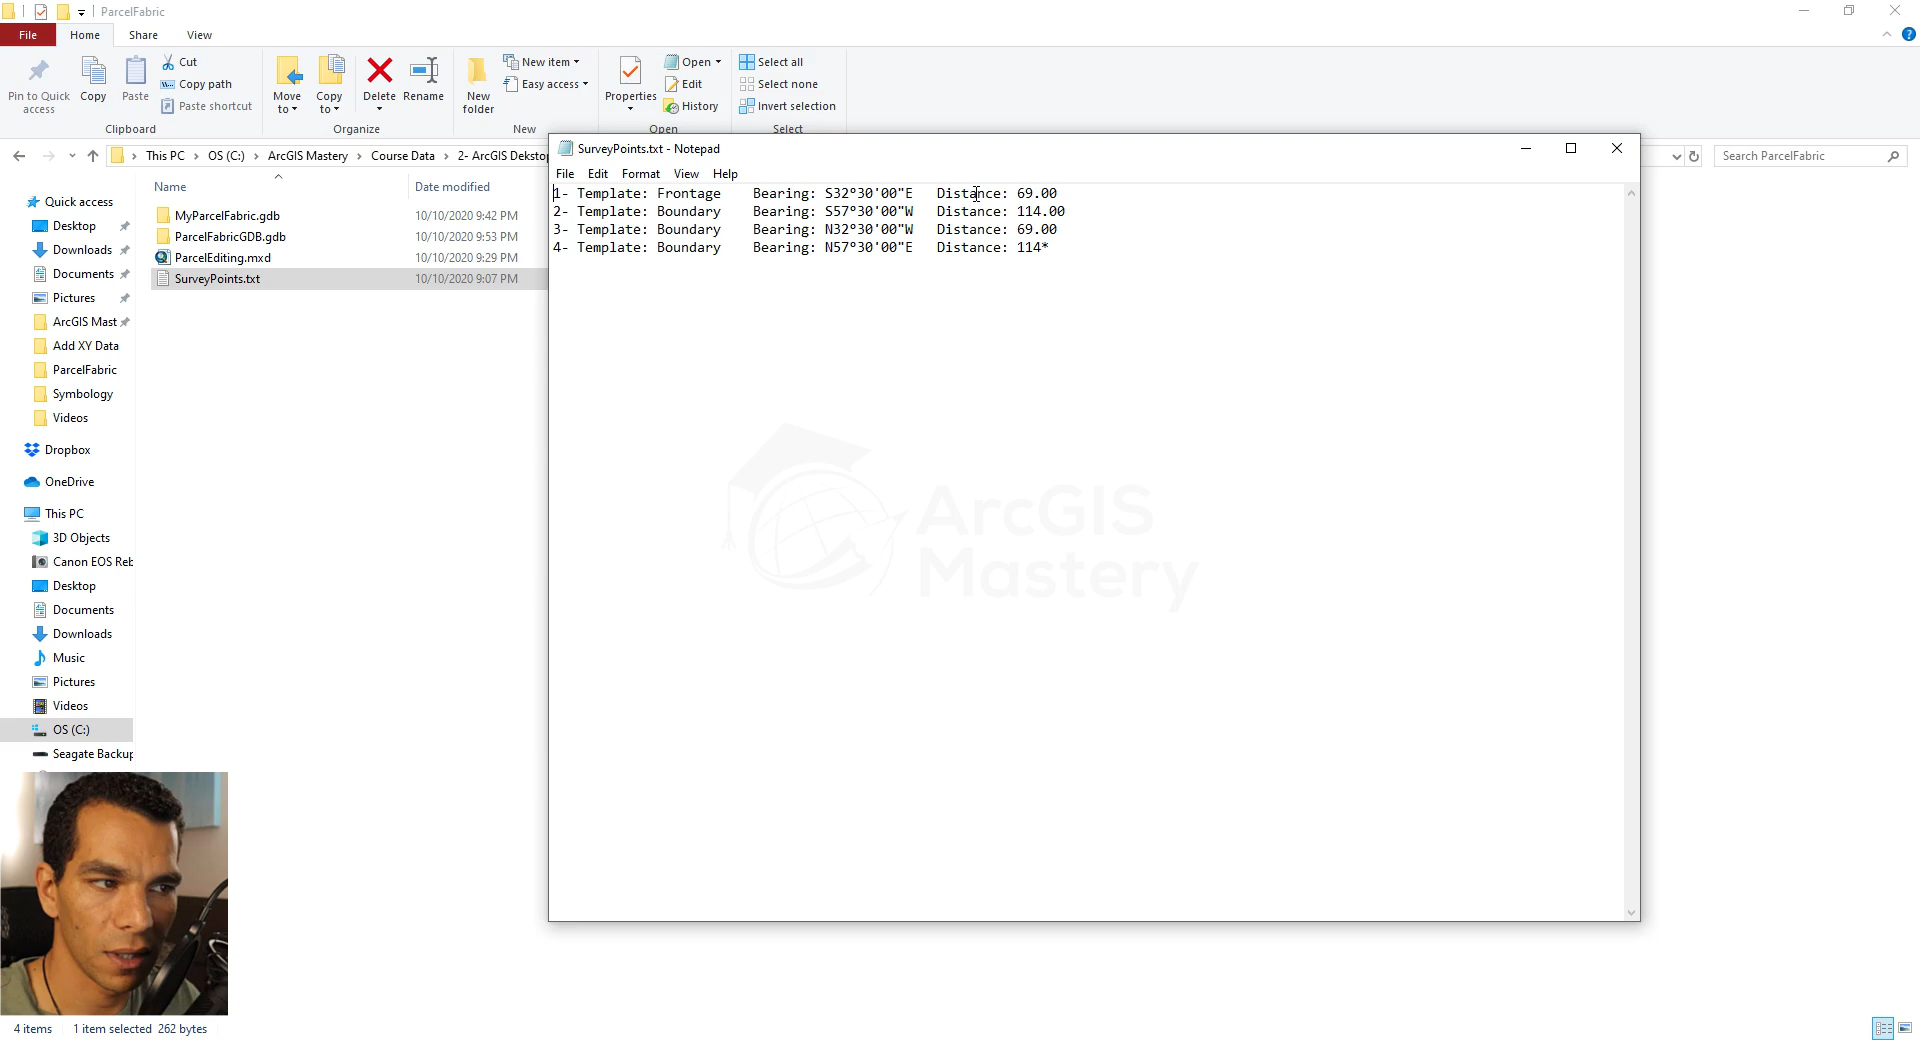 ParcelFabric
File Home Share View
Pin to Quick access
Copy
Paste
Cut
Copy path
Paste shortcut
Clipboard
Move to
Copy to
Delete
Rename
Organize
New folder
New item
Easy access
New
Properties
Open
Edit
History
Open
Select all
Select none
Invert selection
Select
This PC > OS (C:) > ArcGIS Mastery > Course Data > 2- ArcGIS Dekstop
Search ParcelFabric
Name Date modified
MyParcelFabric.gdb 10/10/2020 9:42 PM
ParcelFabricGDB.gdb 10/10/2020 9:53 PM
ParcelEditing.mxd 10/10/2020 9:29 PM
SurveyPoints.txt 10/10/2020 9:07 PM
Quick access
Desktop
Downloads
Documents
Pictures
ArcGIS Mast
Add XY Data
ParcelFabric
Symbology
Videos
Dropbox
OneDrive
This PC
3D Objects
Canon EOS Reb
Desktop
Documents
Downloads
Music
Pictures
Videos
OS (C:)
Seagate Backup
SurveyPoints.txt - Notepad
File Edit Format View Help
1- Template: Frontage Bearing: S32°30'00"E Distance: 69.00
2- Template: Boundary Bearing: S57°30'00"W Distance: 114.00
3- Template: Boundary Bearing: N32°30'00"W Distance: 69.00
4- Template: Boundary Bearing: N57°30'00"E Distance: 114*
ArcGIS
Mastery
4 items 1 item selected 262 bytes